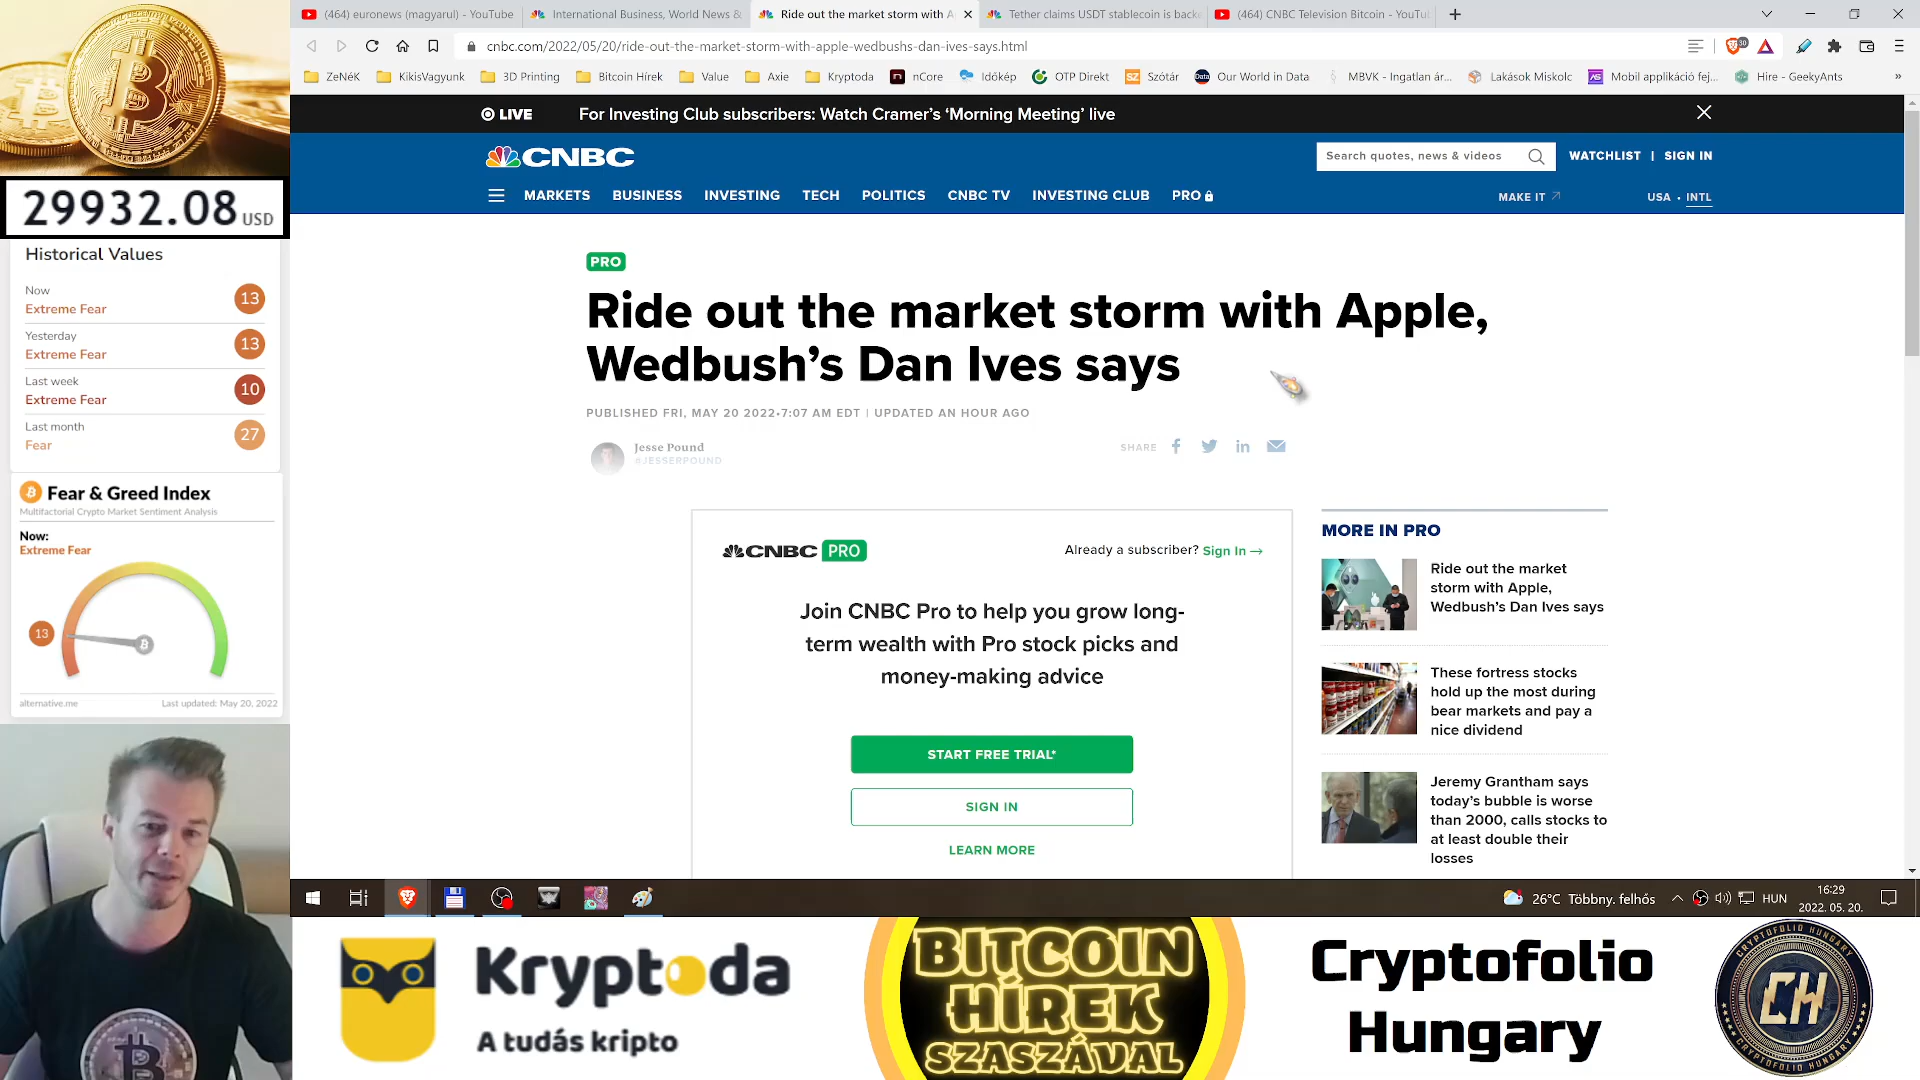 (464) euronews (magyarul) - YouTube
International Business, World News &
Ride out the market storm with A
Tether claims USDT stablecoin is back
(464) CNBC Television Bitcoin - YouTu
cnbc.com/2022/05/20/ride-out-the-market-storm-with-apple-wedbushs-dan-ives-says.html
30
ZeNéK
KikisVagyunk
3D Printing
Bitcoin Hírek
Value
Axie
Kryptoda
nCore
Időkép
OTP Direkt
SZ Szótár
Data Our World in Data
MBVK - Ingatlan ár...
Lakások Miskolc
Mobil applikáció fej...
Hire - GeekyAnts
LIVE
For Investing Club subscribers: Watch Cramer's 'Morning Meeting' live
CNBC
Search quotes, news & videos
WATCHLIST | SIGN IN
MARKETS
BUSINESS
INVESTING
TECH
POLITICS
CNBC TV
INVESTING CLUB
PRO
MAKE IT
USA • INTL
29932.08 USD
Historical Values
Now
Extreme Fear
13
Yesterday
Extreme Fear
13
Last week
Extreme Fear
10
Last month
Fear
27
Fear & Greed Index
Multifactorial Crypto Market Sentiment Analysis
Now:
Extreme Fear
13
alternative.me
Last updated: May 20, 2022
PRO
Ride out the market storm with Apple,
Wedbush's Dan Ives says
PUBLISHED FRI, MAY 20 2022•7:07 AM EDT | UPDATED AN HOUR AGO
Jesse Pound
@JESSERPOUND
SHARE
CNBC PRO
Already a subscriber? Sign In →
Join CNBC Pro to help you grow long-
term wealth with Pro stock picks and
money-making advice
START FREE TRIAL*
SIGN IN
LEARN MORE
MORE IN PRO
Ride out the market
storm with Apple,
Wedbush's Dan Ives says
These fortress stocks
hold up the most during
bear markets and pay a
nice dividend
Jeremy Grantham says
today's bubble is worse
than 2000, calls stocks to
at least double their
losses
26°C Többny. felhős
HUN
16:29
2022. 05. 20.
Kryptoda
A tudás kripto
BITCOIN
HÍREK
SZASZÁVAL
Cryptofolio
Hungary
CRYPTOFOLIO HUNGARY
CH
CRYPTOFOLIO HUNGARY